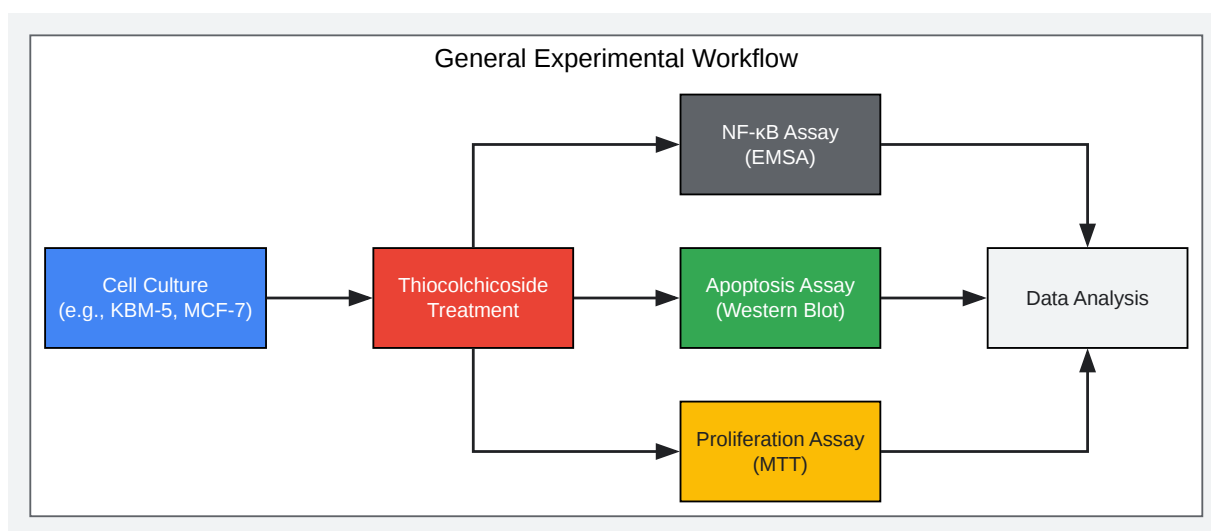 General Experimental Workflow
NF-κB Assay
(EMSA)
Cell Culture
(e.g., KBM-5, MCF-7)
Thiocolchicoside
Treatment
Apoptosis Assay
(Western Blot)
Data Analysis
Proliferation Assay
(MTT)